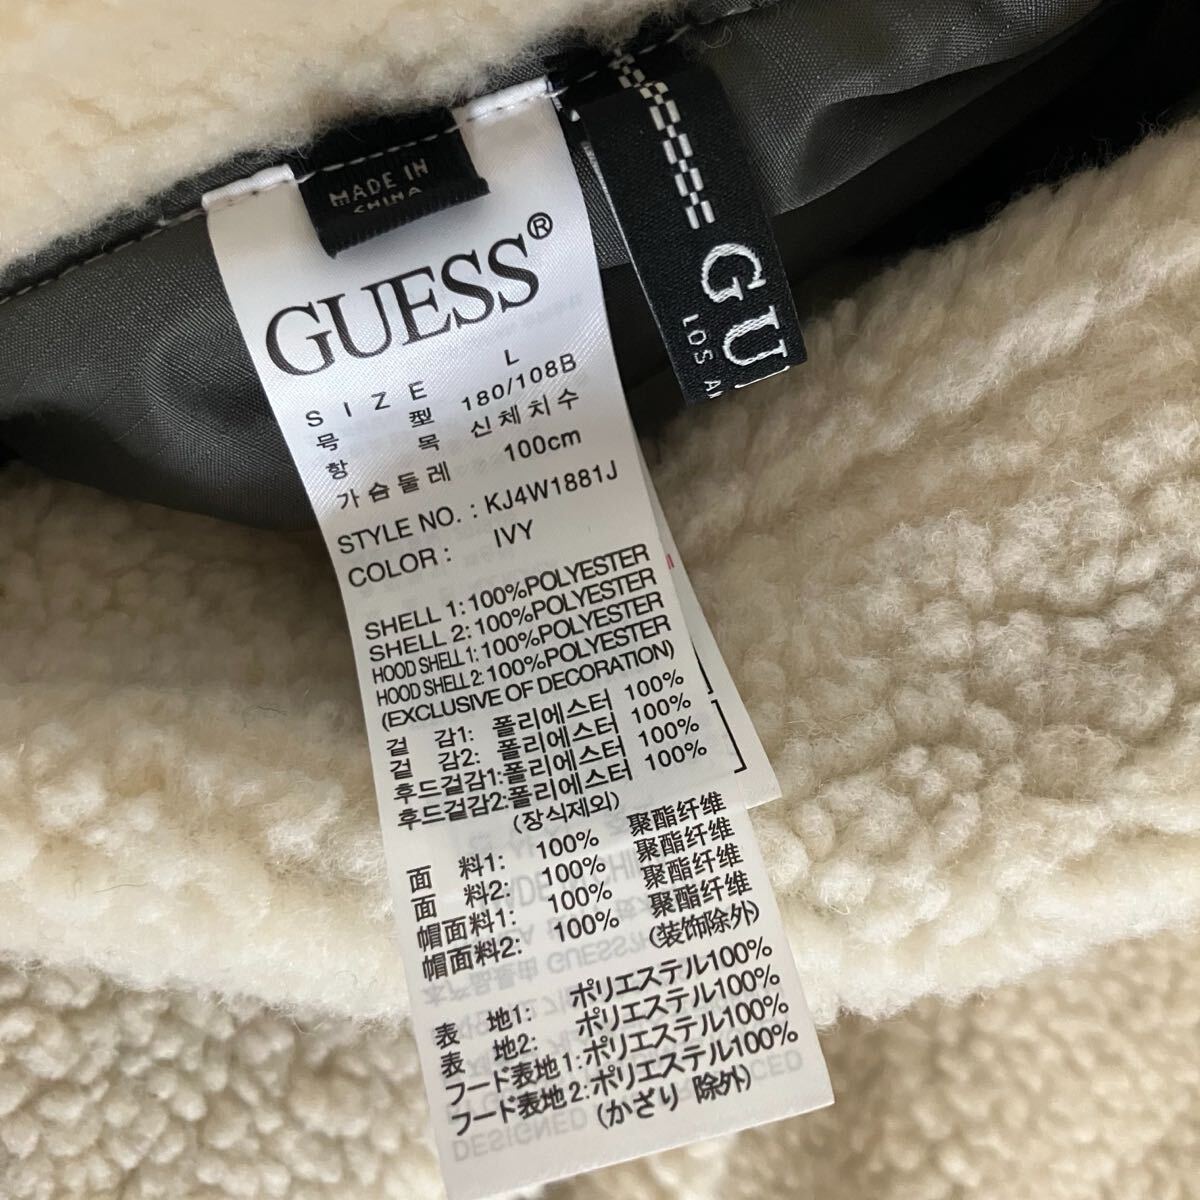 MADE IN
CHINA
GUESS®
SIZE L
号 型 180/108B
항 목 신체치수
가슴둘레 100cm
STYLE NO. : KJ4W1881J
COLOR : IVY
SHELL 1: 100%POLYESTER
SHELL 2: 100%POLYESTER
HOOD SHELL 1: 100%POLYESTER
HOOD SHELL 2: 100%POLYESTER
(EXCLUSIVE OF DECORATION)
겉 감1: 폴리에스터 100%
겉 감2: 폴리에스터 100%
후드겉감1: 폴리에스터 100%
후드겉감2: 폴리에스터 100%
(장식제외)
面 料1: 100% 聚酯纤维
面 料2: 100% 聚酯纤维
帽面料1: 100% 聚酯纤维
帽面料2: 100% 聚酯纤维
(装饰除外)
表 地1: ポリエステル100%
表 地2: ポリエステル100%
フード表地1: ポリエステル100%
フード表地2: ポリエステル100%
(かざり 除外)
GU
LOS